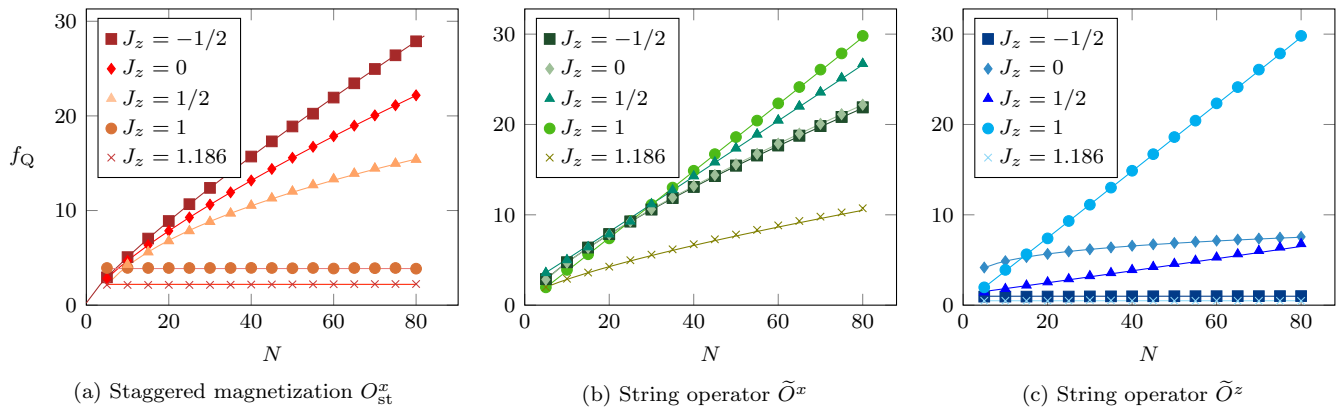 30
20
10
0
f_Q
0 20 40 60 80
N
J_z = −1/2
J_z = 0
J_z = 1/2
J_z = 1
J_z = 1.186
(a) Staggered magnetization O^x_st
30
20
10
0
0 20 40 60 80
N
J_z = −1/2
J_z = 0
J_z = 1/2
J_z = 1
J_z = 1.186
(b) String operator Õ^x
30
20
10
0
0 20 40 60 80
N
J_z = −1/2
J_z = 0
J_z = 1/2
J_z = 1
J_z = 1.186
(c) String operator Õ^z